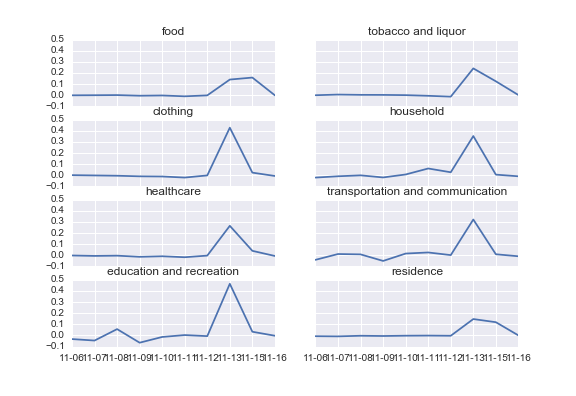 food
tobacco and liquor
0.5
0.4
0.3
0.2
0.1
0.0
−0.1
clothing
household
0.5
0.4
0.3
0.2
0.1
0.0
−0.1
healthcare
transportation and communication
0.5
0.4
0.3
0.2
0.1
0.0
−0.1
education and recreation
residence
0.5
0.4
0.3
0.2
0.1
0.0
−0.1
11-06 11-07 11-08 11-09 11-10 11-11 11-12 11-13 11-15 11-16
11-06 11-07 11-08 11-09 11-10 11-11 11-12 11-13 11-15 11-16